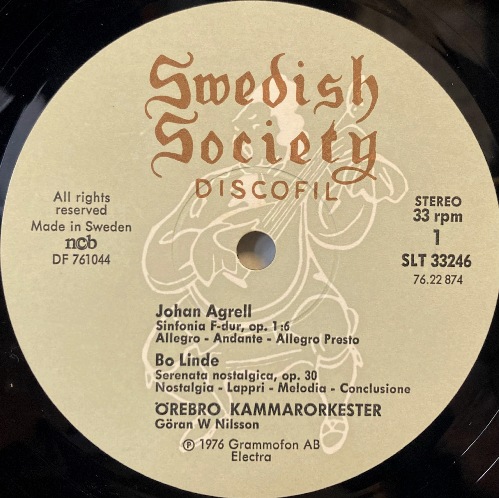 Swedish
Society
DISCOFIL
All rights
reserved
Made in Sweden
ncb
DF 761044
STEREO
33 rpm
1
SLT 33246
76.22 874
Johan Agrell
Sinfonia F-dur, op. 1:6
Allegro - Andante - Allegro Presto
Bo Linde
Serenata nostalgica, op. 30
Nostalgia - Lappri - Melodia - Conclusione
ÖREBRO KAMMARORKESTER
Göran W Nilsson
℗ 1976 Grammofon AB
Electra